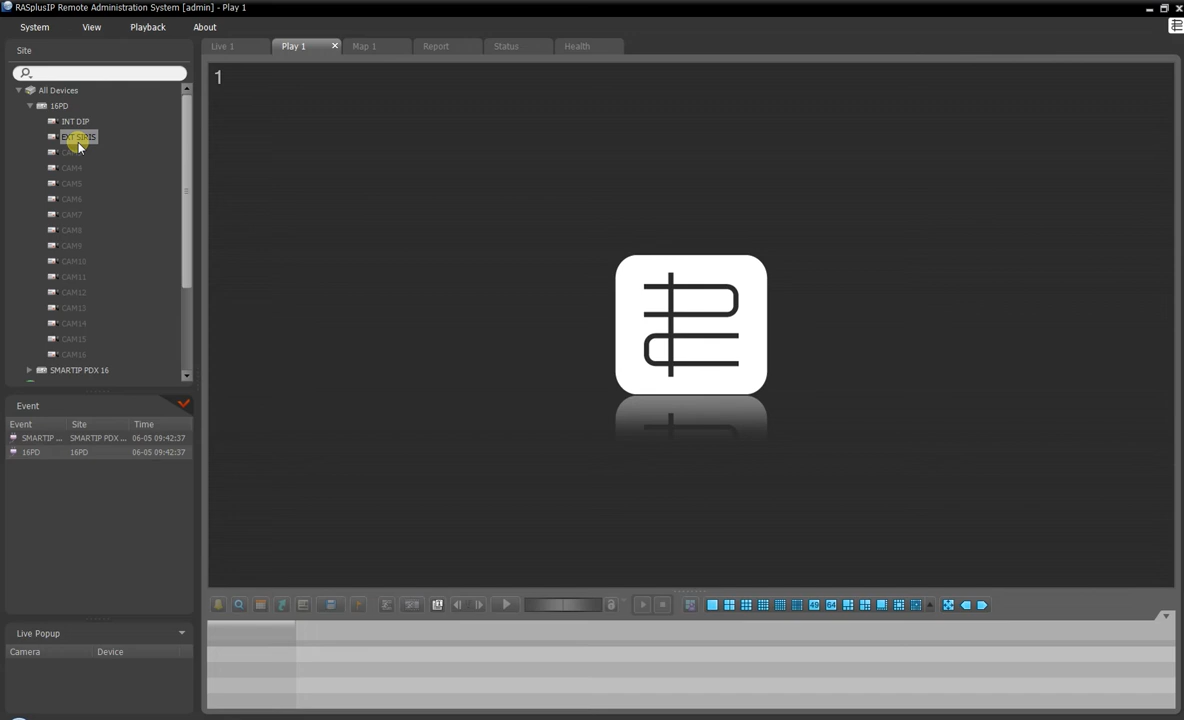 RASplusIP Remote Administration System [admin] - Play 1
System View Playback About
Site
Live 1 Play 1 Map 1 Report Status Health
1
All Devices
16PD
INT DIP
EXT
CAM4
CAM5
CAM6
CAM7
CAM8
CAM9
CAM10
CAM11
CAM12
CAM13
CAM14
CAM15
CAM16
SMARTIP PDX 16
Event
Event Site Time
SMARTIP ... SMARTIP PDX ... 06-05 09:42:37
16PD 16PD 06-05 09:42:37
48 64
Live Popup
Camera Device